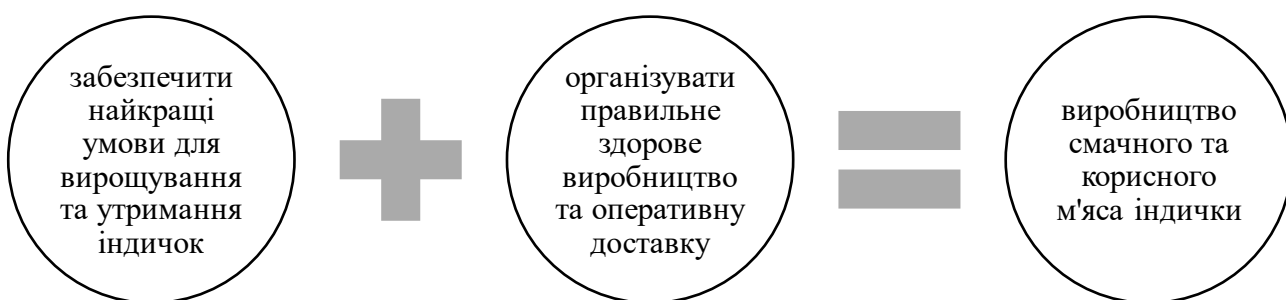 забезпечити
найкращі
умови для
вирощування
та утримання
індичок
організувати
правильне
здорове
виробництво
та оперативну
доставку
виробництво
смачного та
корисного
м'яса індички